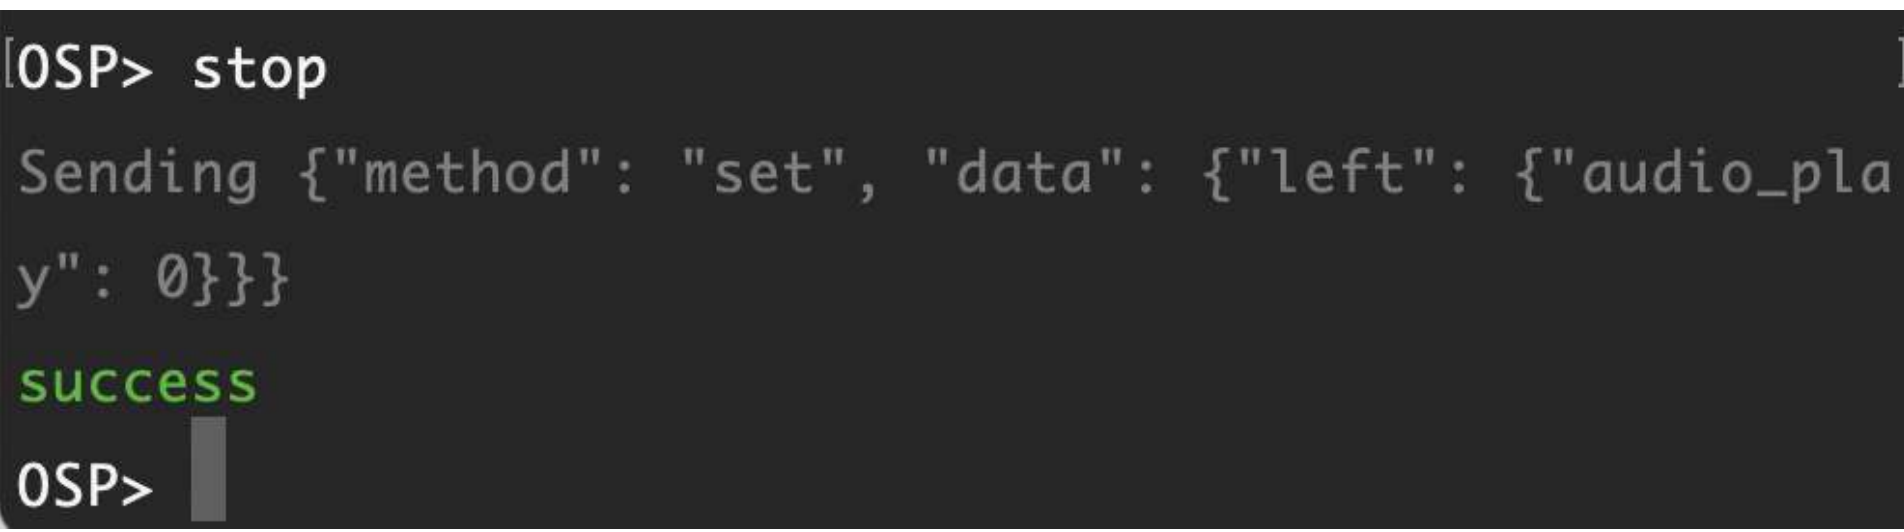 [OSP> stop ]
Sending {"method": "set", "data": {"left": {"audio_pla
y": 0}}}
success
OSP>